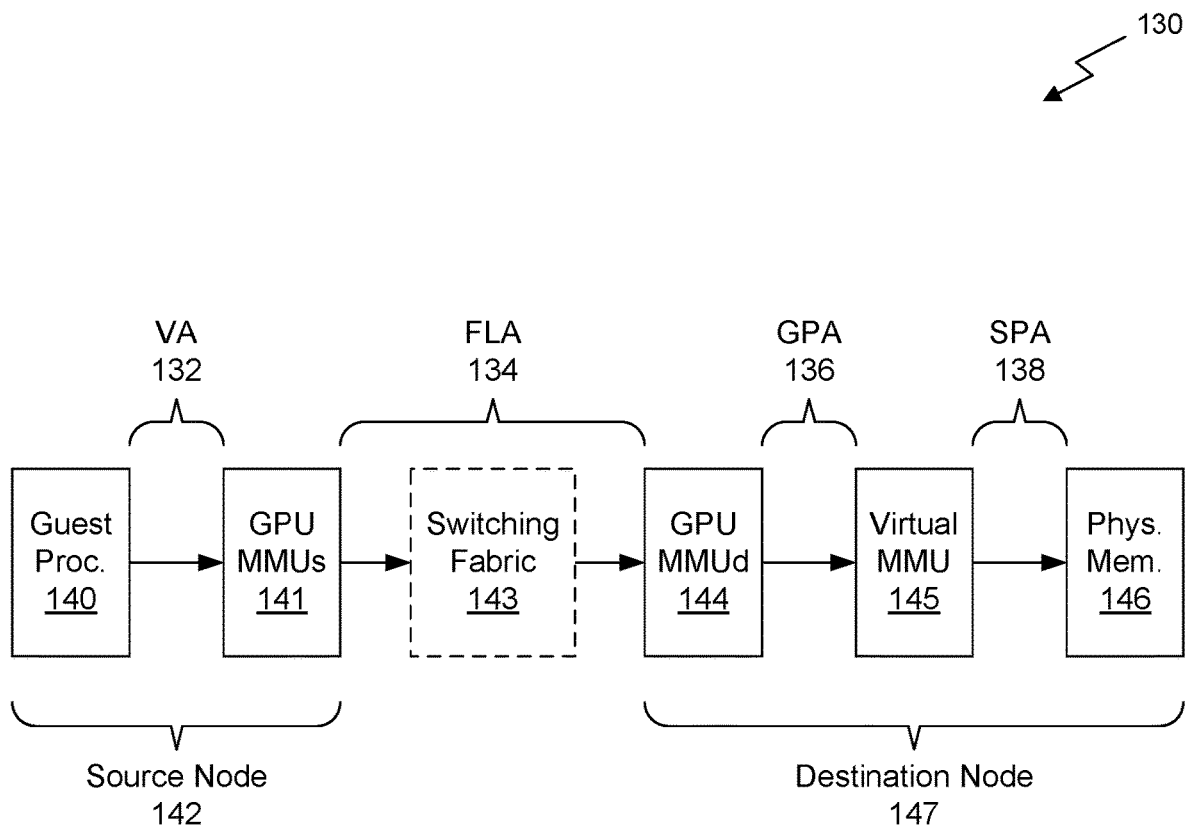 130
VA
132
FLA
134
GPA
136
SPA
138
Guest
Proc.
140
GPU
MMUs
141
Switching
Fabric
143
GPU
MMUd
144
Virtual
MMU
145
Phys.
Mem.
146
Source Node
142
Destination Node
147